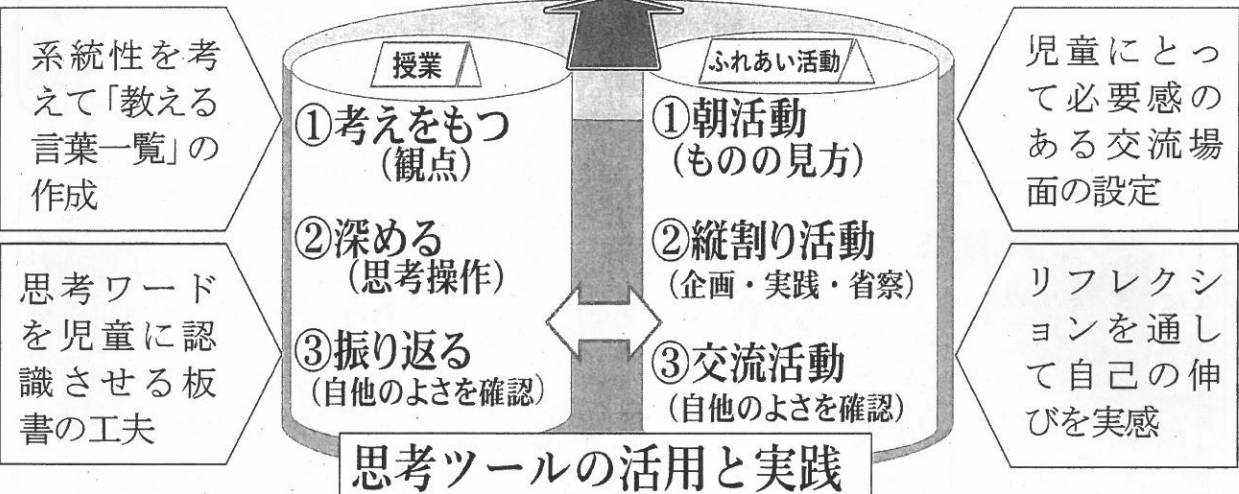 系統性を考
えて「教える
言葉一覧」の
作成
思考ワード
を児童に認
識させる板
書の工夫
授業
①考えをもつ
(観点)
②深める
(思考操作)
③振り返る
(自他のよさを確認)
ふれあい活動
①朝活動
(ものの見方)
②縦割り活動
(企画・実践・省察)
③交流活動
(自他のよさを確認)
児童にとっ
て必要感の
ある交流場
面の設定
リフレクシ
ョンを通し
て自己の伸
びを実感
思考ツールの活用と実践